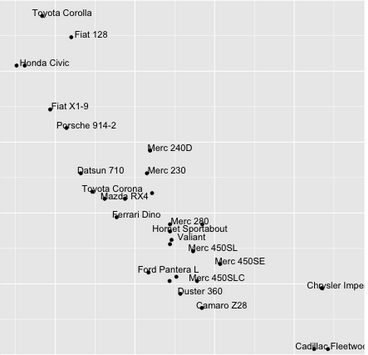 Toyota Corolla
Fiat 128
Honda Civic
Fiat X1-9
Porsche 914-2
Merc 240D
Datsun 710
Merc 230
Toyota Corona
Mazda RX4
Ferrari Dino
Merc 280
Hornet Sportabout
Valiant
Merc 450SL
Merc 450SE
Ford Pantera L
Merc 450SLC
Chrysler Impe
Duster 360
Camaro Z28
Cadillac Fleetwoo